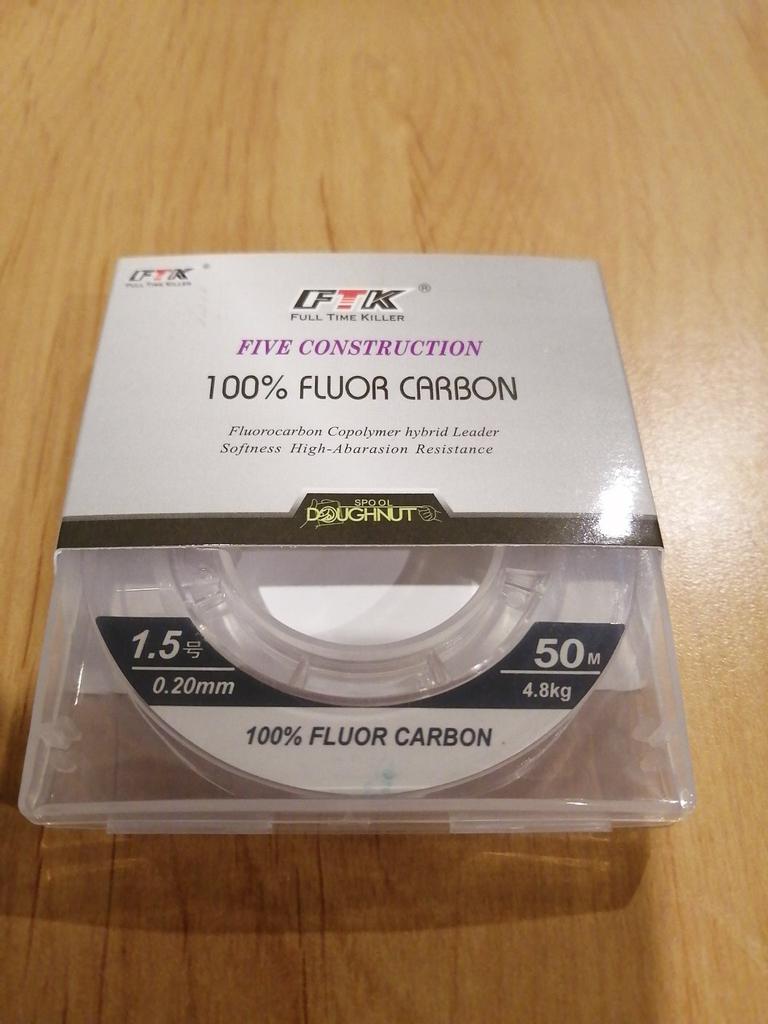 FTK
FULL TIME KILLER
FTK ®
FULL TIME KILLER
FIVE CONSTRUCTION
100% FLUOR CARBON
Fluorocarbon Copolymer hybrid Leader
Softness High-Abarasion Resistance
SPOOL
DOUGHNUT
1.5号
0.20mm
50M
4.8kg
100% FLUOR CARBON